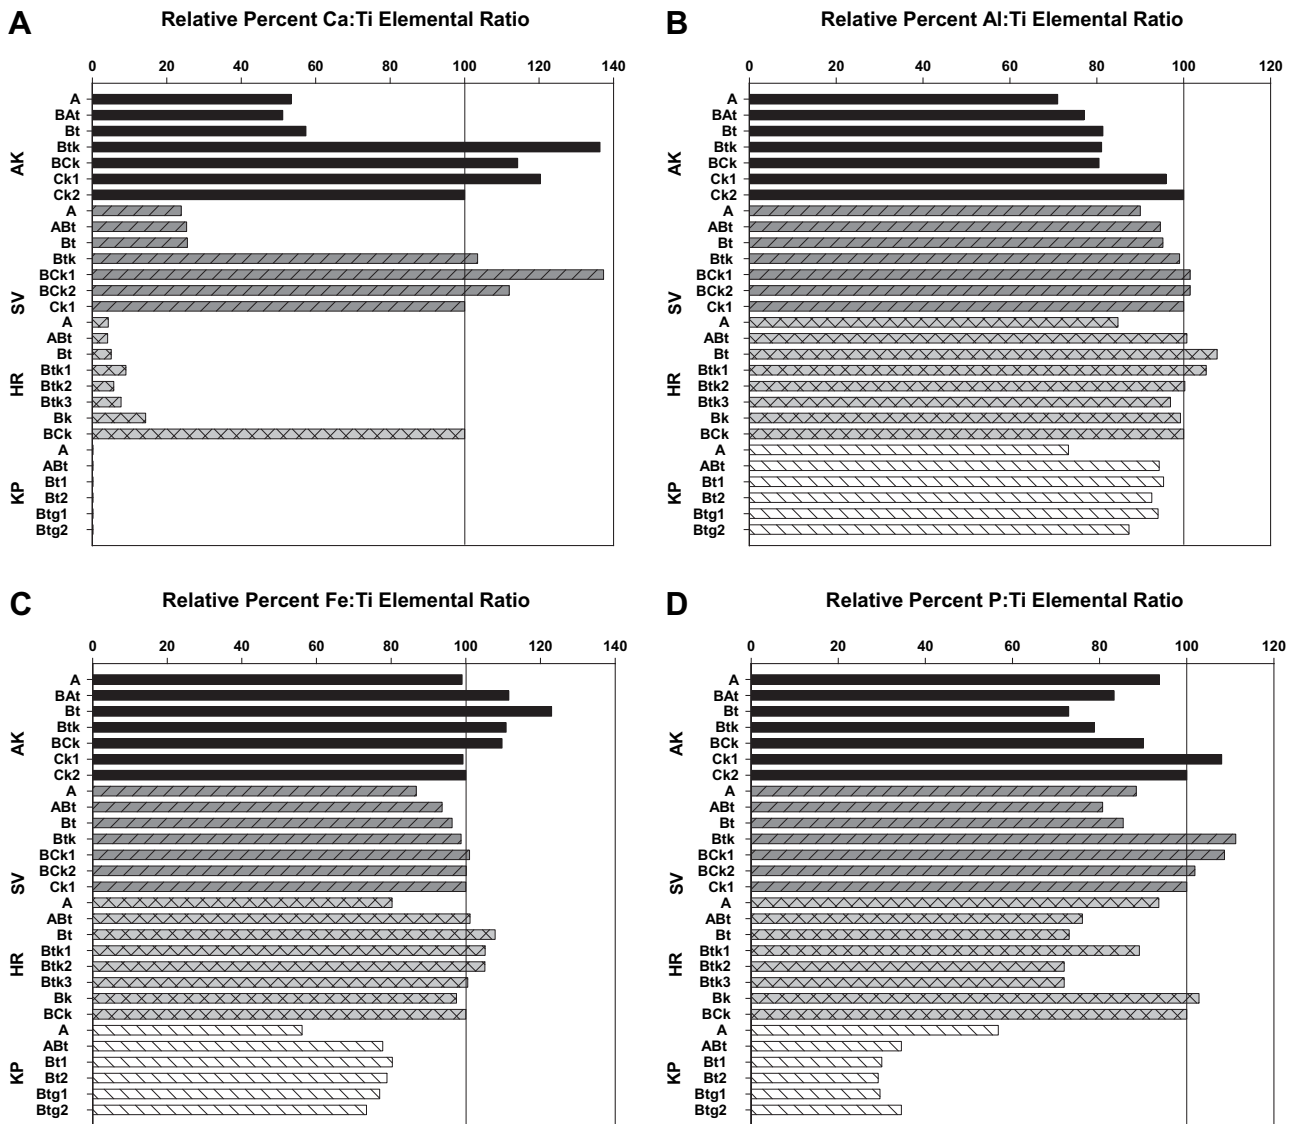 A
Relative Percent Ca:Ti Elemental Ratio
0 20 40 60 80 100 120 140
AK
A
BAt
Bt
Btk
BCk
Ck1
Ck2
SV
A
ABt
Bt
Btk
BCk1
BCk2
Ck1
HR
A
ABt
Bt
Btk1
Btk2
Btk3
Bk
BCk
KP
A
ABt
Bt1
Bt2
Btg1
Btg2
B
Relative Percent Al:Ti Elemental Ratio
0 20 40 60 80 100 120
AK
A
BAt
Bt
Btk
BCk
Ck1
Ck2
SV
A
ABt
Bt
Btk
BCk1
BCk2
Ck1
HR
A
ABt
Bt
Btk1
Btk2
Btk3
Bk
BCk
KP
A
ABt
Bt1
Bt2
Btg1
Btg2
C
Relative Percent Fe:Ti Elemental Ratio
0 20 40 60 80 100 120 140
AK
A
BAt
Bt
Btk
BCk
Ck1
Ck2
SV
A
ABt
Bt
Btk
BCk1
BCk2
Ck1
HR
A
ABt
Bt
Btk1
Btk2
Btk3
Bk
BCk
KP
A
ABt
Bt1
Bt2
Btg1
Btg2
D
Relative Percent P:Ti Elemental Ratio
0 20 40 60 80 100 120
AK
A
BAt
Bt
Btk
BCk
Ck1
Ck2
SV
A
ABt
Bt
Btk
BCk1
BCk2
Ck1
HR
A
ABt
Bt
Btk1
Btk2
Btk3
Bk
BCk
KP
A
ABt
Bt1
Bt2
Btg1
Btg2